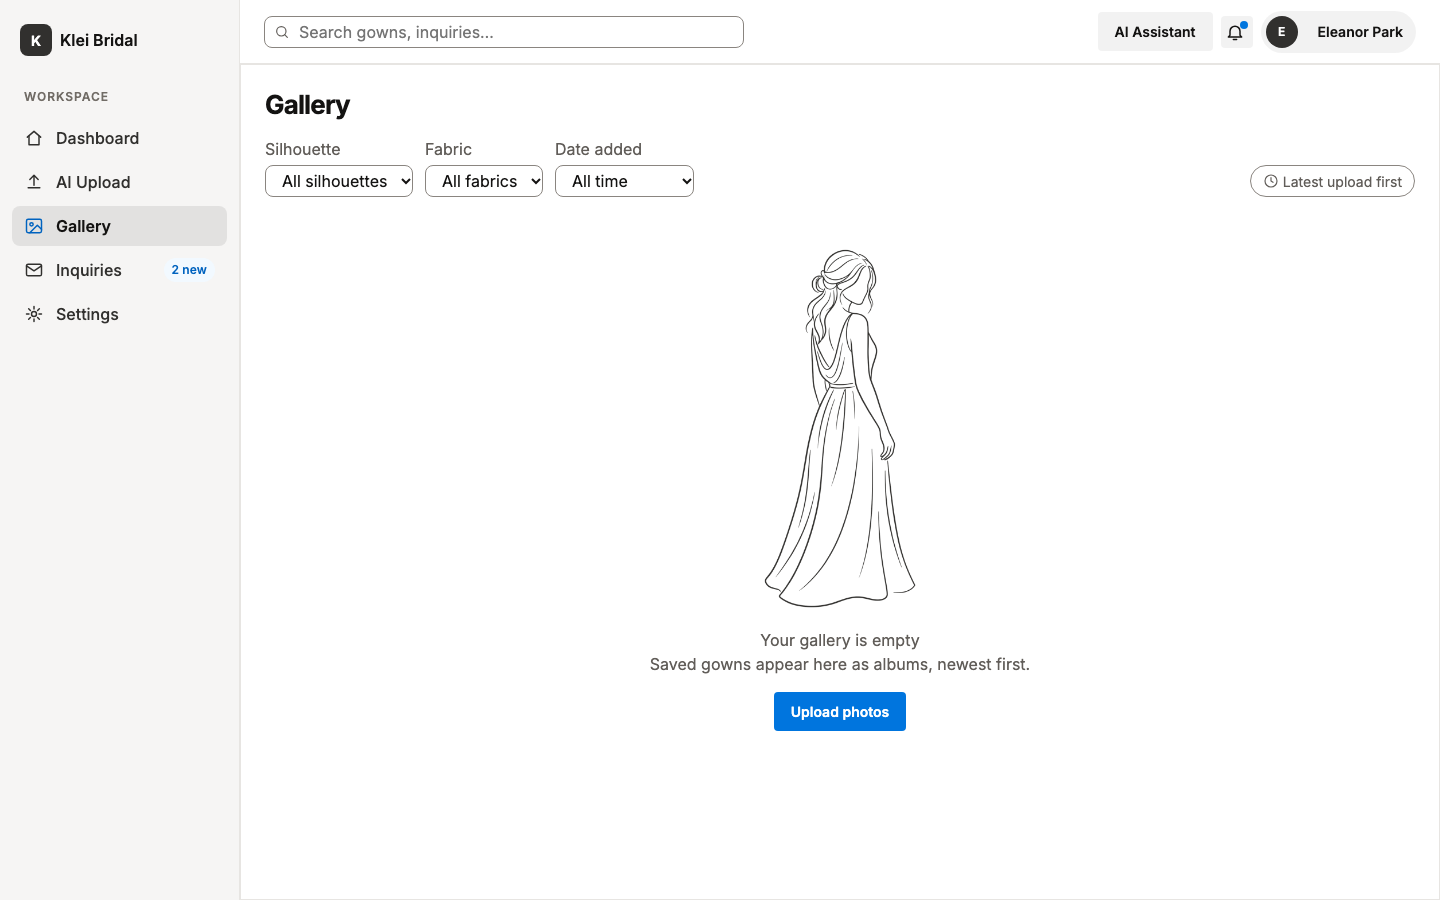 K
Klei Bridal
WORKSPACE
Dashboard
AI Upload
Gallery
Inquiries
2 new
Settings
Search gowns, inquiries...
AI Assistant
E
Eleanor Park
Gallery
Silhouette
Fabric
Date added
All silhouettes
All fabrics
All time
Latest upload first
Your gallery is empty
Saved gowns appear here as albums, newest first.
Upload photos